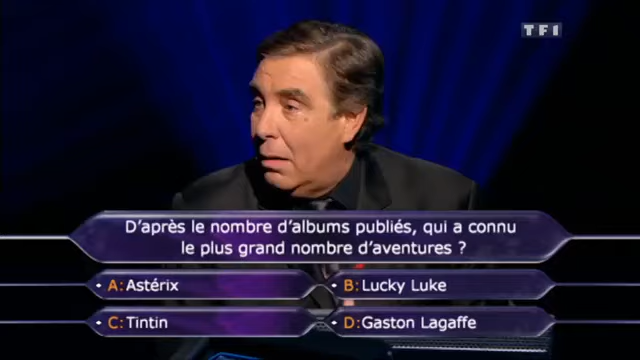 TF1
D'après le nombre d'albums publiés, qui a connu
le plus grand nombre d'aventures ?
A: Astérix
B: Lucky Luke
C: Tintin
D: Gaston Lagaffe